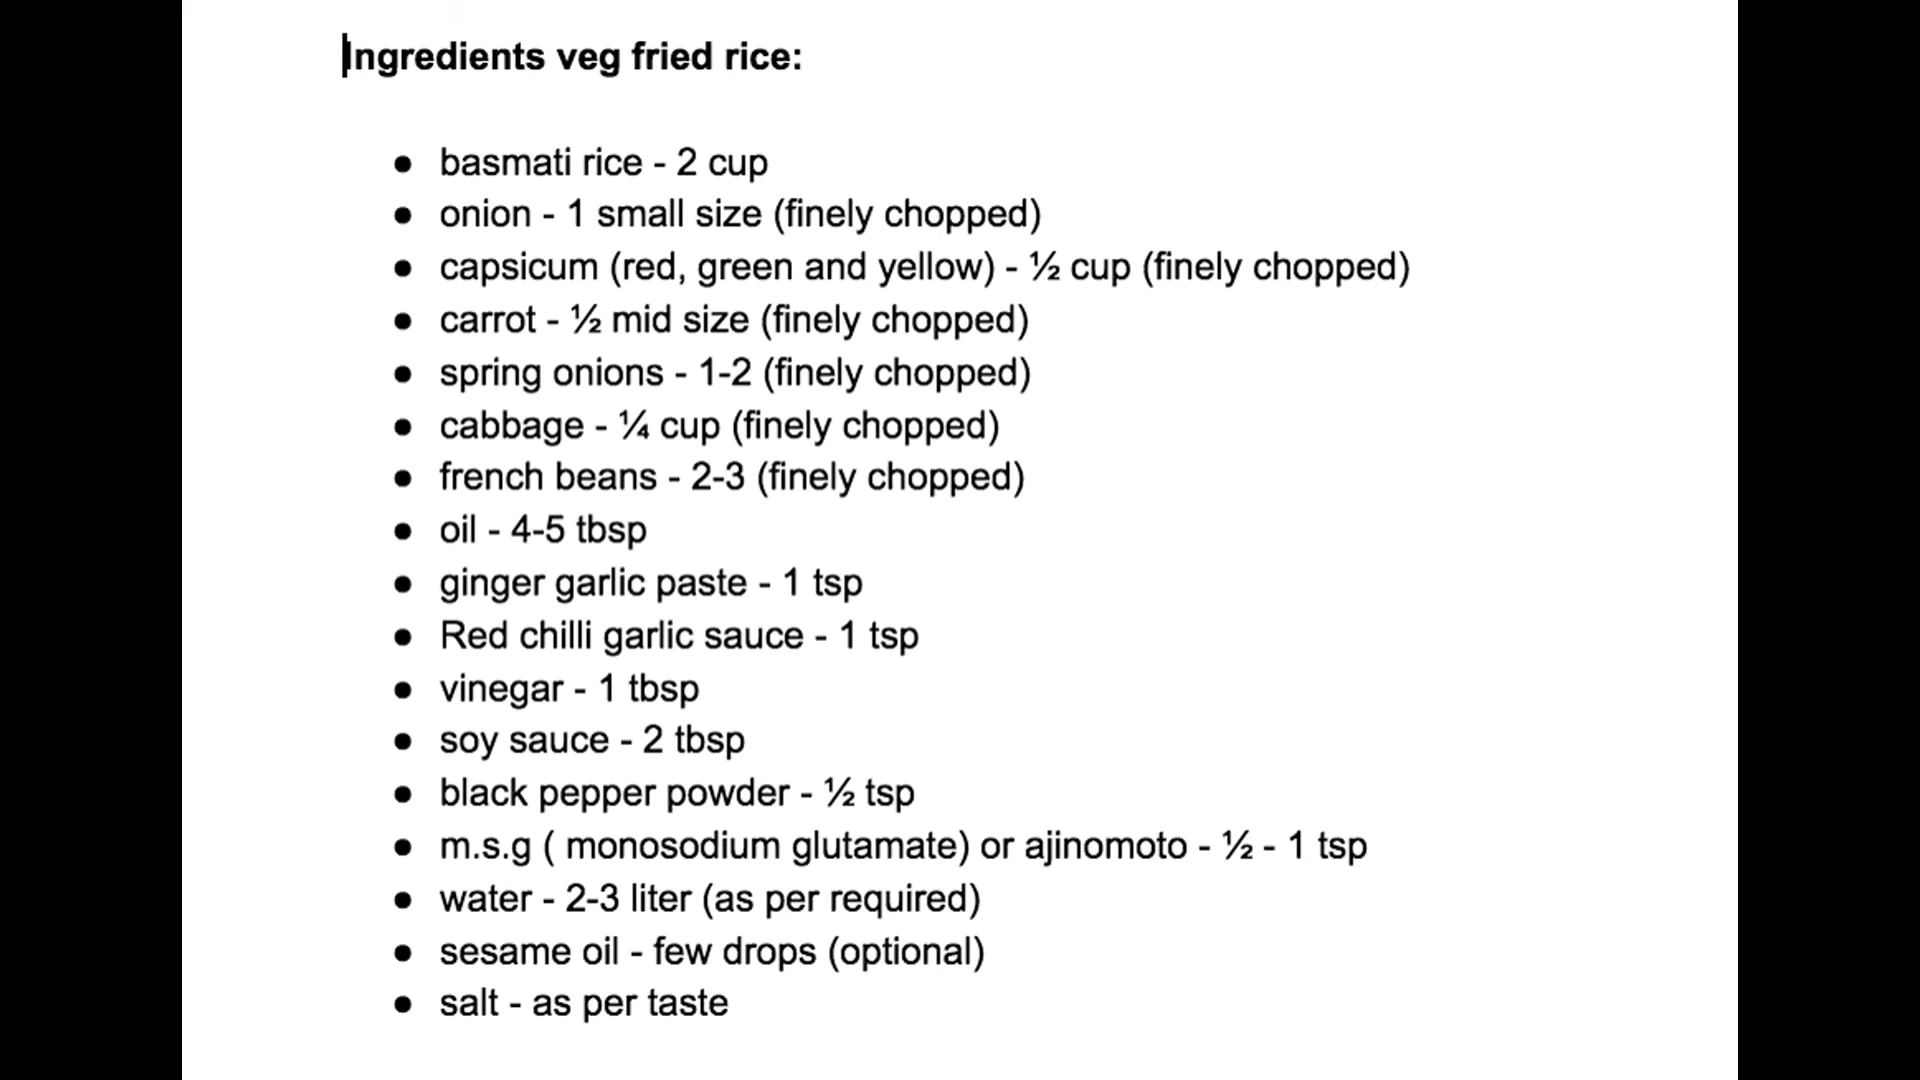 Ingredients veg fried rice:
● basmati rice - 2 cup
● onion - 1 small size (finely chopped)
● capsicum (red, green and yellow) - ½ cup (finely chopped)
● carrot - ½ mid size (finely chopped)
● spring onions - 1-2 (finely chopped)
● cabbage - ¼ cup (finely chopped)
● french beans - 2-3 (finely chopped)
● oil - 4-5 tbsp
● ginger garlic paste - 1 tsp
● Red chilli garlic sauce - 1 tsp
● vinegar - 1 tbsp
● soy sauce - 2 tbsp
● black pepper powder - ½ tsp
● m.s.g ( monosodium glutamate) or ajinomoto - ½ - 1 tsp
● water - 2-3 liter (as per required)
● sesame oil - few drops (optional)
● salt - as per taste